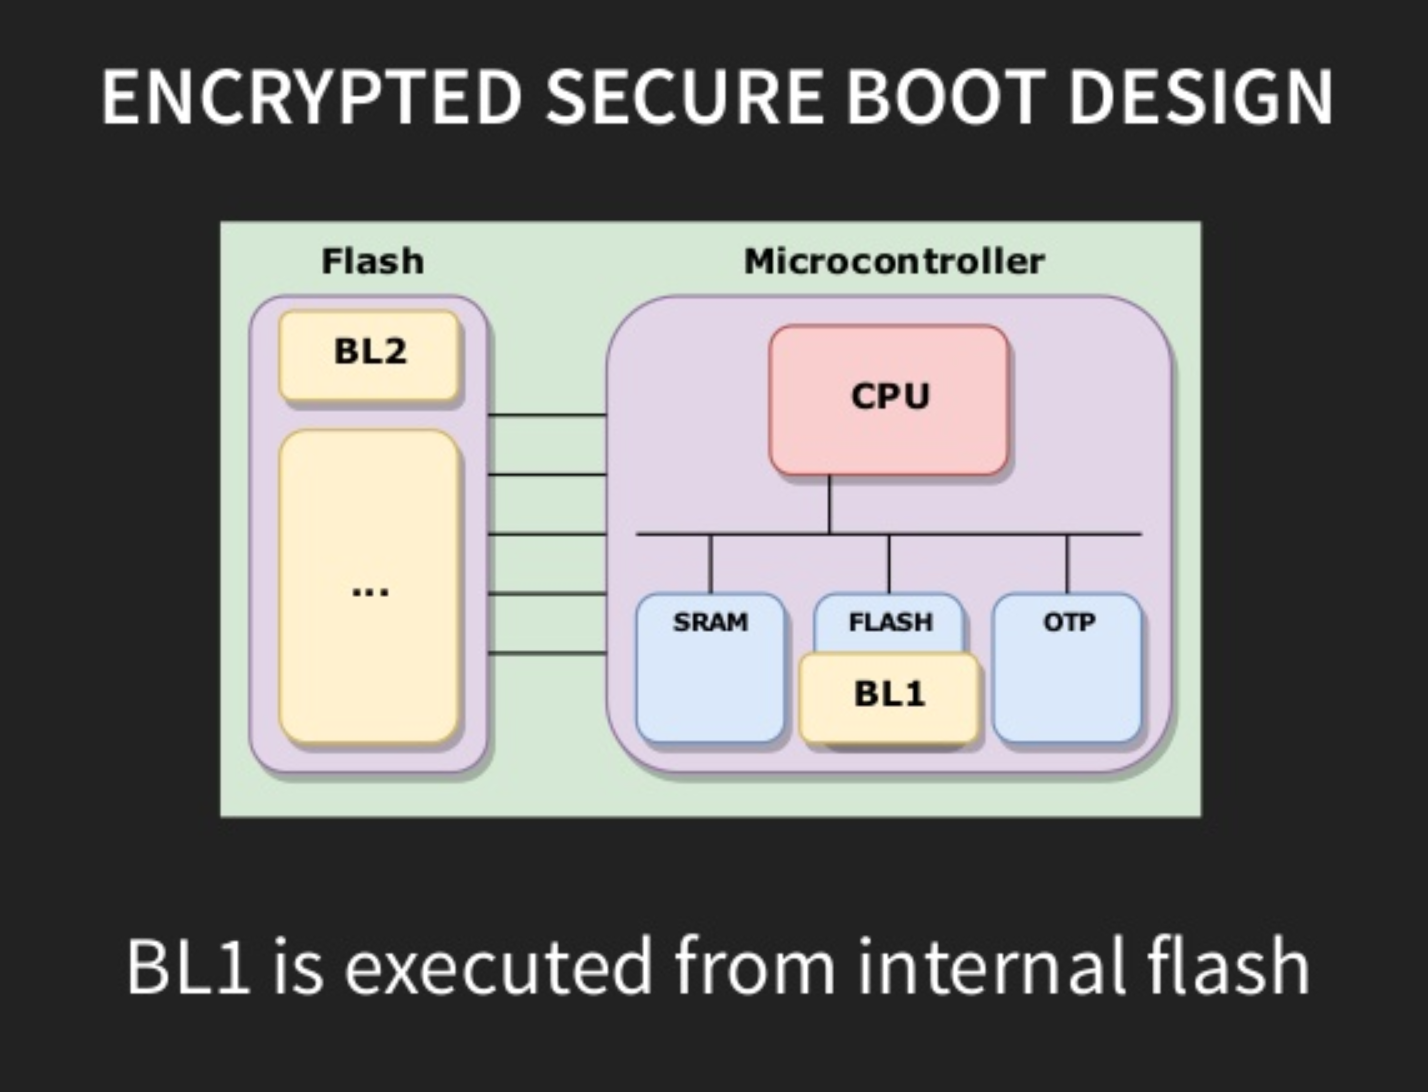 ENCRYPTED SECURE BOOT DESIGN
Flash
Microcontroller
BL2
CPU
...
SRAM
FLASH
OTP
BL1
BL1 is executed from internal flash